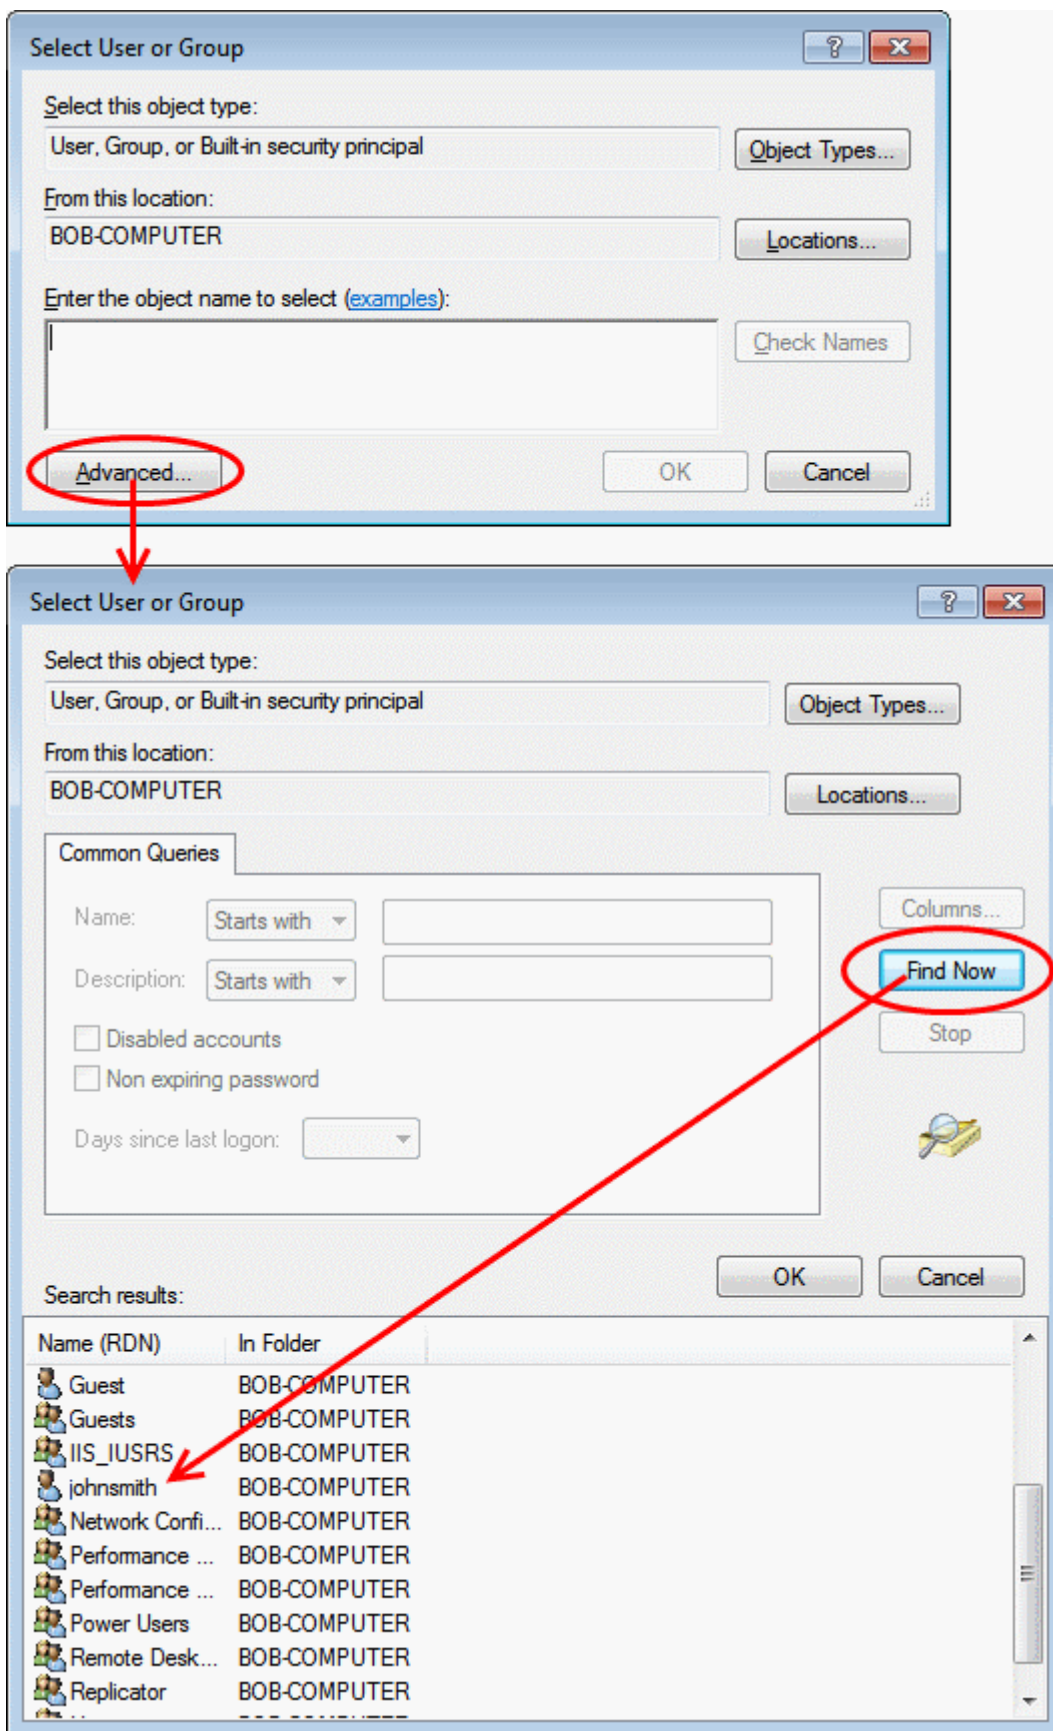 Select User or Group
Select this object type:
User, Group, or Built-in security principal
Object Types...
From this location:
BOB-COMPUTER
Locations...
Enter the object name to select (examples):
Check Names
Advanced...
OK
Cancel
Select User or Group
Select this object type:
User, Group, or Built-in security principal
Object Types...
From this location:
BOB-COMPUTER
Locations...
Common Queries
Name:
Starts with
Columns...
Description:
Starts with
Find Now
Disabled accounts
Stop
Non expiring password
Days since last logon:
OK
Cancel
Search results:
Name (RDN) In Folder
Guest BOB-COMPUTER
Guests BOB-COMPUTER
IIS_IUSRS BOB-COMPUTER
johnsmith BOB-COMPUTER
Network Confi... BOB-COMPUTER
Performance ... BOB-COMPUTER
Performance ... BOB-COMPUTER
Power Users BOB-COMPUTER
Remote Desk... BOB-COMPUTER
Replicator BOB-COMPUTER